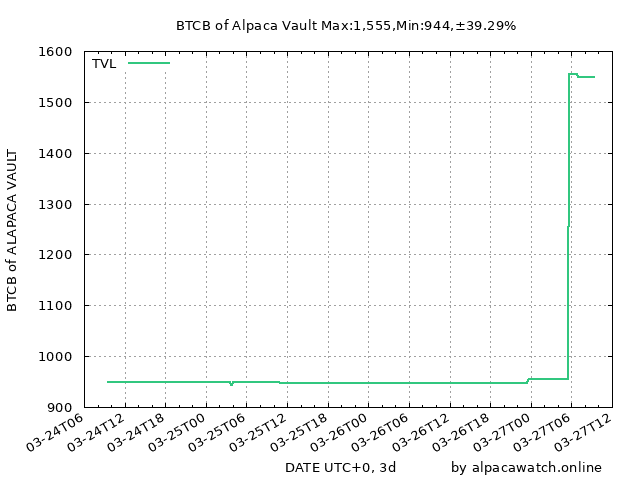 BTCB of Alpaca Vault Max:1,555,Min:944,±39.29%
TVL
BTCB of ALAPACA VAULT
1600
1500
1400
1300
1200
1100
1000
900
03-24T06
03-24T12
03-24T18
03-25T00
03-25T06
03-25T12
03-25T18
03-26T00
03-26T06
03-26T12
03-26T18
03-27T00
03-27T06
03-27T12
DATE UTC+0, 3d
by alpacawatch.online